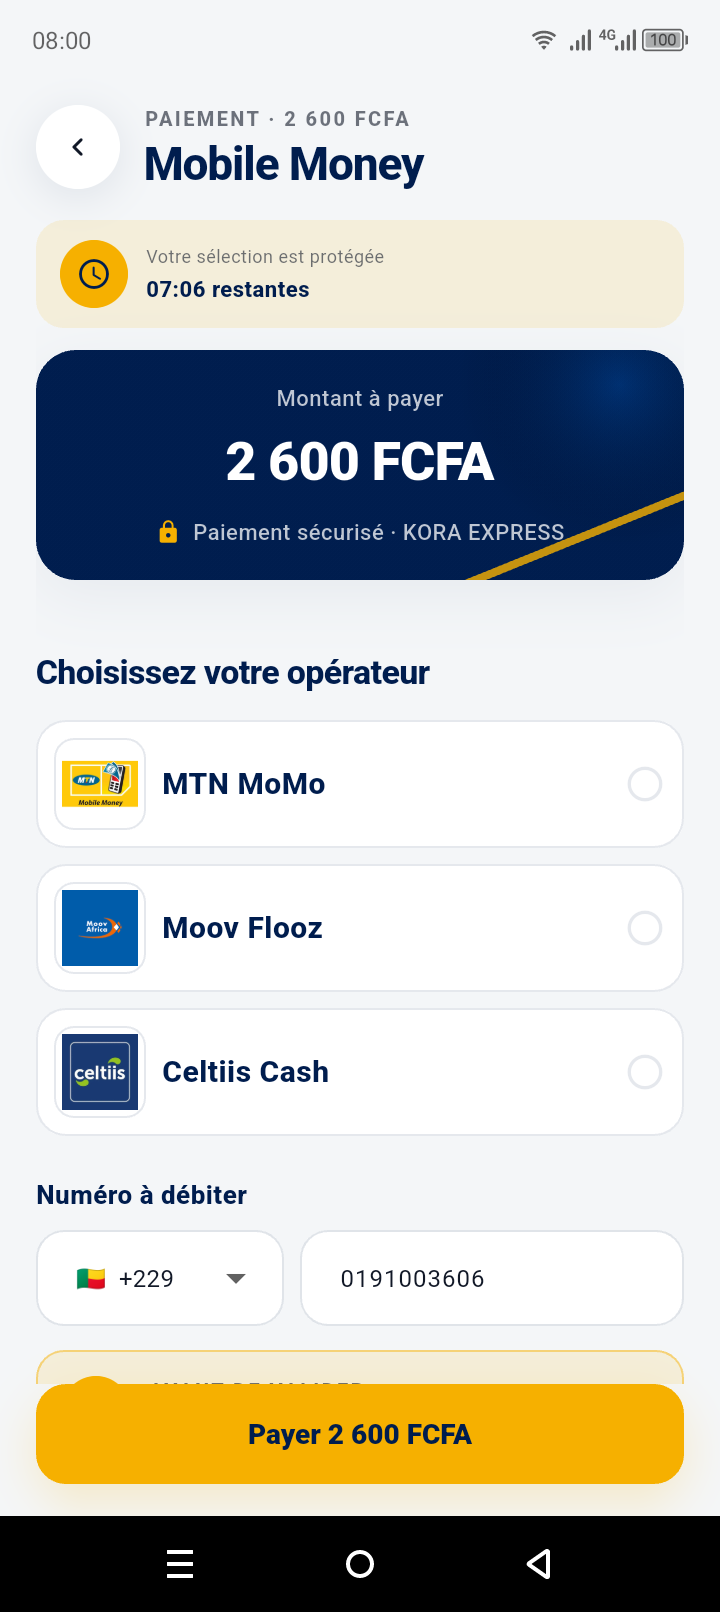 08:00
4G
100
PAIEMENT · 2 600 FCFA
Mobile Money
Votre sélection est protégée
07:06 restantes
Montant à payer
2 600 FCFA
Paiement sécurisé · KORA EXPRESS
Choisissez votre opérateur
MTN
Mobile Money
MTN MoMo
Moov
Africa
Moov Flooz
celtiis
Celtiis Cash
Numéro à débiter
+229
0191003606
Payer 2 600 FCFA